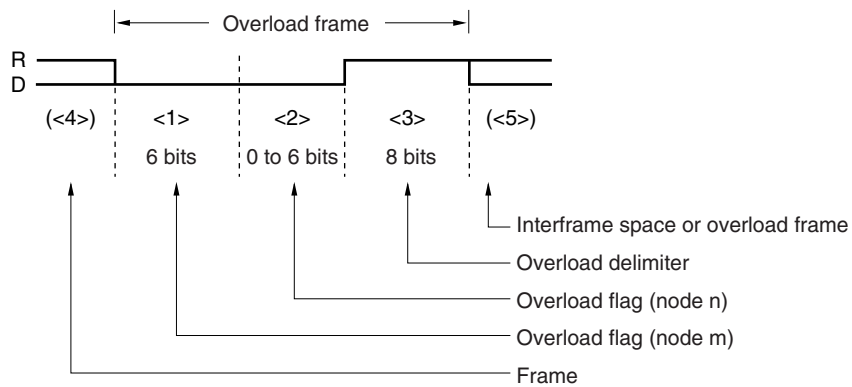 Overload frame
R
D
(<4>) <1> <2> <3> (<5>)
6 bits 0 to 6 bits 8 bits
Interframe space or overload frame
Overload delimiter
Overload flag (node n)
Overload flag (node m)
Frame